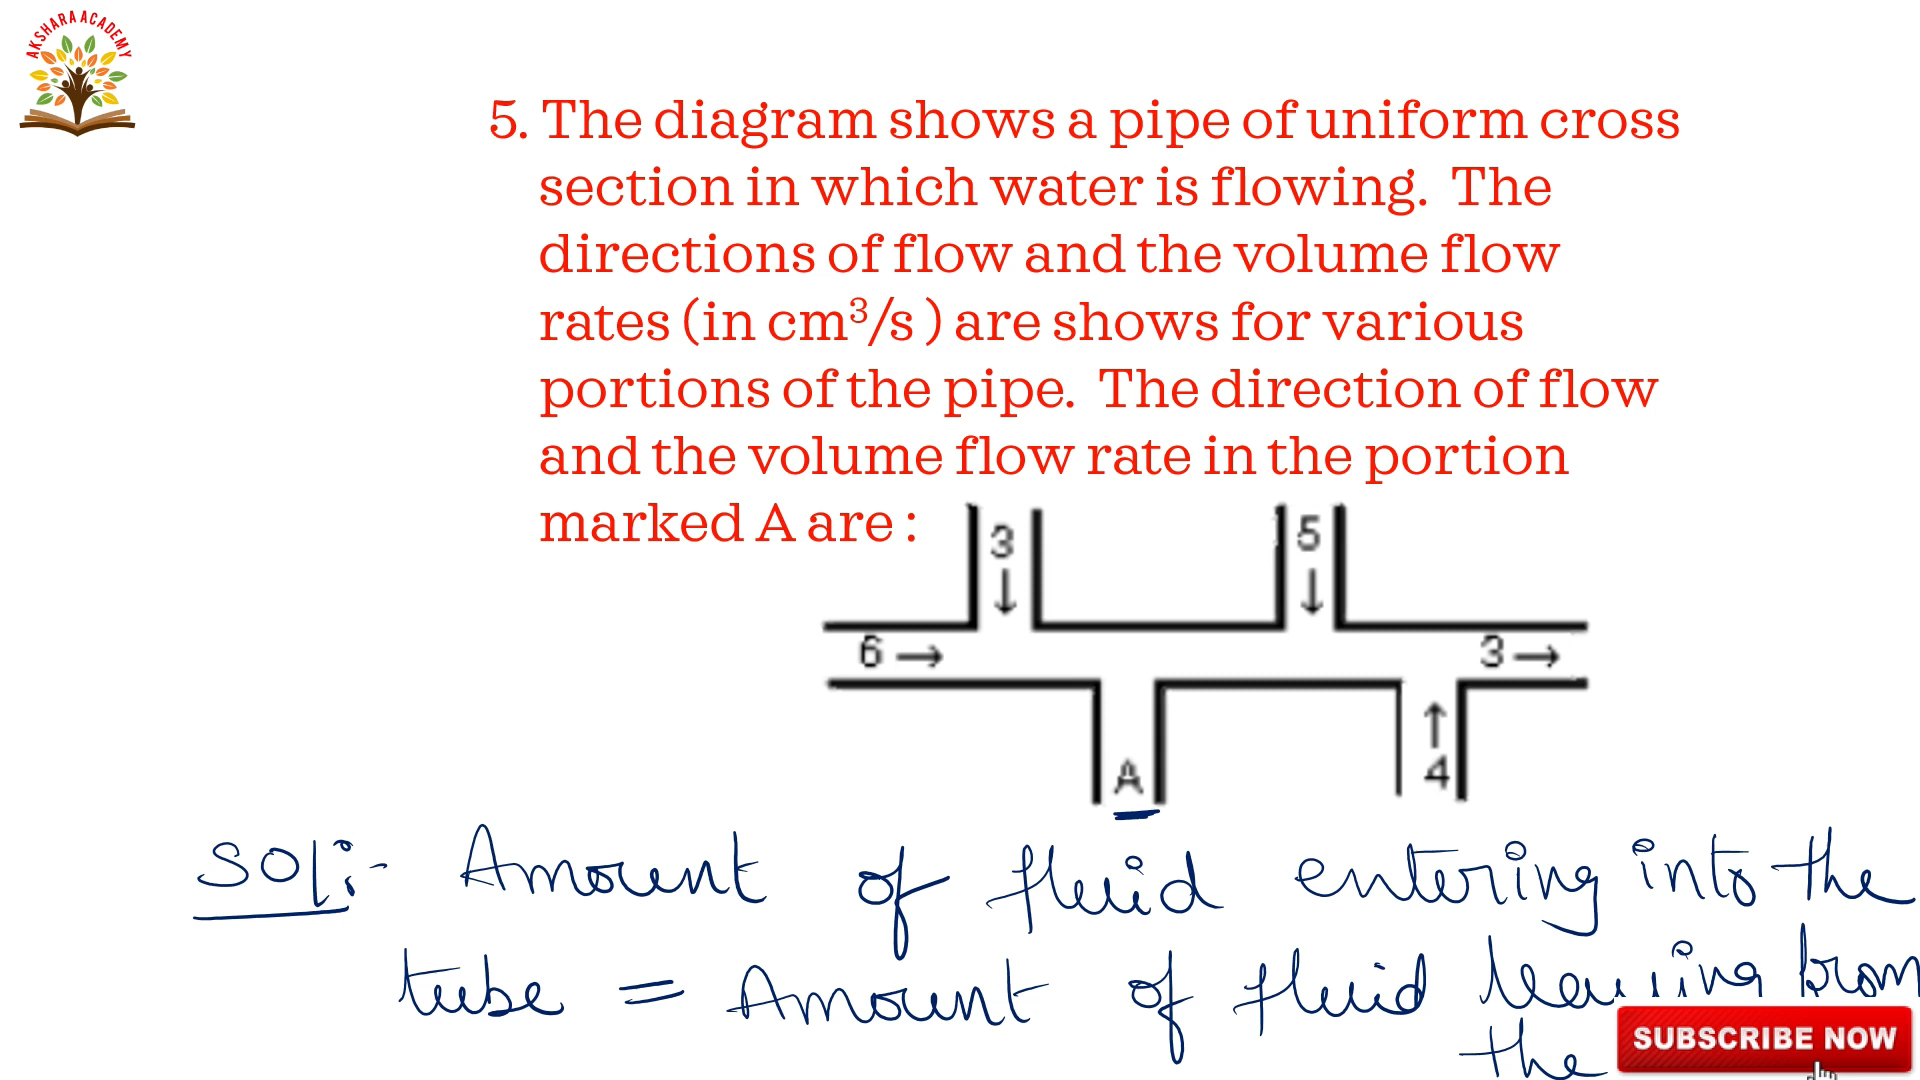 AKSHARA ACADEMY
5. The diagram shows a pipe of uniform cross
section in which water is flowing. The
directions of flow and the volume flow
rates (in cm³/s ) are shows for various
portions of the pipe. The direction of flow
and the volume flow rate in the portion
marked A are :
3 5
↓ ↓
6 → 3 →
↑
A 4
Sol:- Amount of fluid entering into the
tube = Amount of fluid leaving from
the
SUBSCRIBE NOW